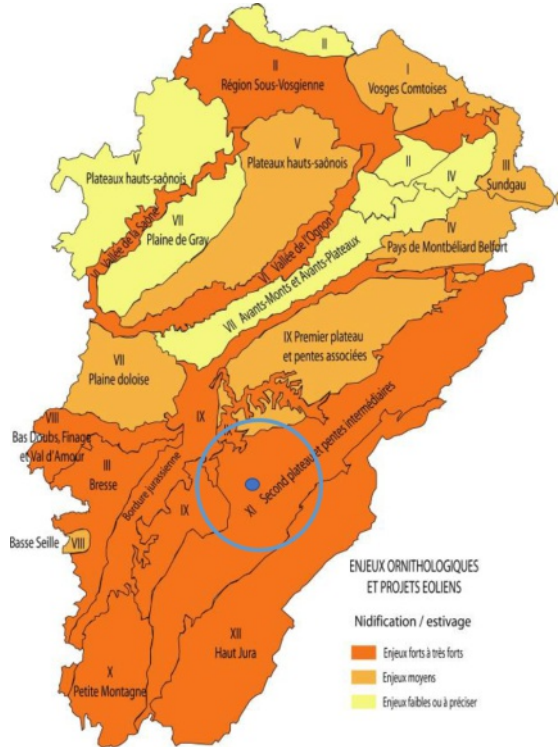 II
II
Région Sous-Vosgienne
I
Vosges Comtoises
V
Plateaux hauts-saônois
V
Plateaux hauts-saônois
II
IV
III
Sundgau
VII
Plaine de Gray
VI Vallée de la Saône
VI Vallée de l'Ognon
IV
Pays de Montbéliard Belfort
VII Avants-Monts et Avants-Plateaux
VII
Plaine doloise
IX Premier plateau
et pentes associées
VIII
Bas Doubs, Finage
et Val d'Amour
IX
III
Bresse
Bordure jurassienne
IX
XI Second plateau et pentes intermédiaires
Basse Seille
VIII
XII
Haut Jura
X
Petite Montagne
ENJEUX ORNITHOLOGIQUES
ET PROJETS EOLIENS
Nidification / estivage
Enjeux forts à très forts
Enjeux moyens
Enjeux faibles ou à préciser